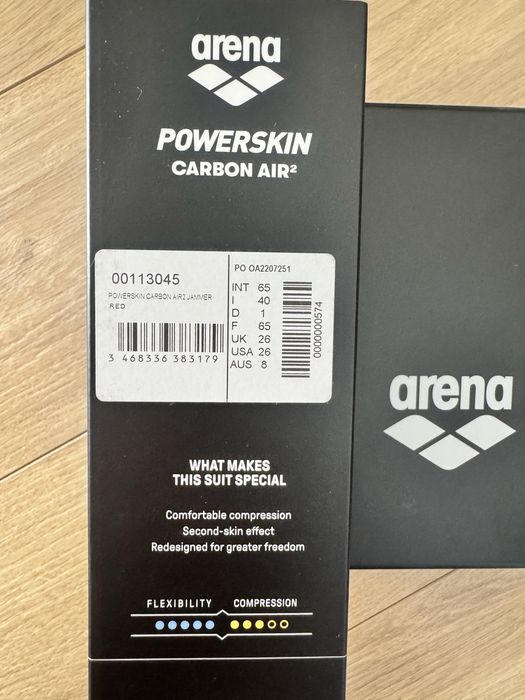 arena
POWERSKIN
CARBON AIR²
00113045
POWERSKIN CARBON AIR2 JAMMER
RED
3 468336 383179
PO OA2207251
INT 65
I 40
D 1
F 65
UK 26
USA 26
AUS 8
0000000574
arena
WHAT MAKES
THIS SUIT SPECIAL
Comfortable compression
Second-skin effect
Redesigned for greater freedom
FLEXIBILITY COMPRESSION